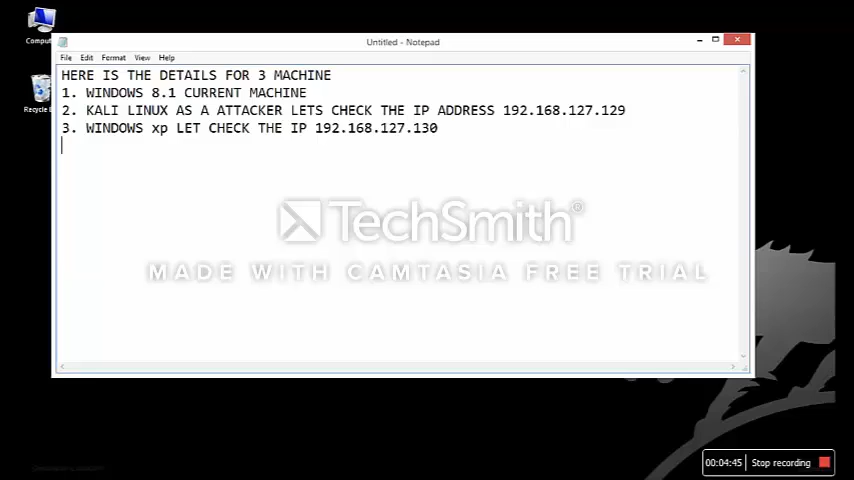 Untitled - Notepad
File Edit Format View Help
HERE IS THE DETAILS FOR 3 MACHINE
1. WINDOWS 8.1 CURRENT MACHINE
2. KALI LINUX AS A ATTACKER LETS CHECK THE IP ADDRESS 192.168.127.129
3. WINDOWS xp LET CHECK THE IP 192.168.127.130
TechSmith®
MADE WITH CAMTASIA FREE TRIAL
00:04:45 Stop recording